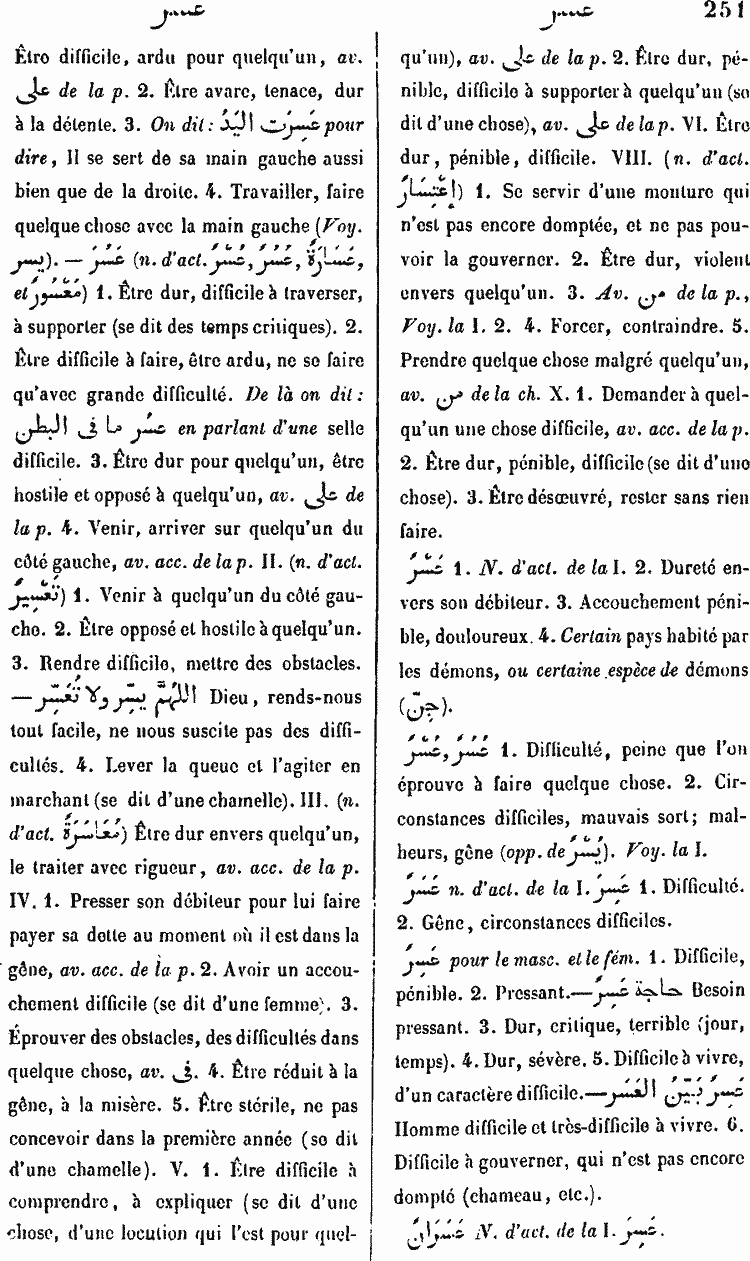 عسر
عسر
251
Être difficile, ardu pour quelqu'un, av.
على de la p. 2. Être avare, tenace, dur
à la détente. 3. On dit: عَسِرَت اليَدُ pour
dire, Il se sert de sa main gauche aussi
bien que de la droite. 4. Travailler, faire
quelque chose avec la main gauche (Voy.
يسر). — عَسُرَ (n. d'act. عُسْرٌ, عُسُرٌ, عَسَارَةٌ,
et مَعْسُورٌ) 1. Être dur, difficile à traverser,
à supporter (se dit des temps critiques). 2.
Être difficile à faire, être ardu, ne se faire
qu'avec grande difficulté. De là on dit:
عسُر ما فى البطن en parlant d'une selle
difficile. 3. Être dur pour quelqu'un, être
hostile et opposé à quelqu'un, av. على de
la p. 4. Venir, arriver sur quelqu'un du
côté gauche, av. acc. de la p. II. (n. d'act.
تَعْسِيرٌ) 1. Venir à quelqu'un du côté gau-
che. 2. Être opposé et hostile à quelqu'un.
3. Rendre difficile, mettre des obstacles.
— اللهُمَّ يسِّر ولا تُعَسِّر Dieu, rends-nous
tout facile, ne nous suscite pas des diffi-
cultés. 4. Lever la queue et l'agiter en
marchant (se dit d'une chamelle). III. (n.
d'act. مُعَاسَرَةٌ) Être dur envers quelqu'un,
le traiter avec rigueur, av. acc. de la p.
IV. 1. Presser son débiteur pour lui faire
payer sa dette au moment où il est dans la
gêne, av. acc. de la p. 2. Avoir un accou-
chement difficile (se dit d'une femme). 3.
Éprouver des obstacles, des difficultés dans
quelque chose, av. فى. 4. Être réduit à la
gêne, à la misère. 5. Être stérile, ne pas
concevoir dans la première année (se dit
d'une chamelle). V. 1. Être difficile à
comprendre, à expliquer (se dit d'une
chose, d'une locution qui l'est pour quel-
qu'un), av. على de la p. 2. Être dur, pé-
nible, difficile à supporter à quelqu'un (se
dit d'une chose), av. على de la p. VI. Être
dur, pénible, difficile. VIII. (n. d'act.
إِعْتِسَارٌ) 1. Se servir d'une monture qui
n'est pas encore domptée, et ne pas pou-
voir la gouverner. 2. Être dur, violent
envers quelqu'un. 3. Av. من de la p.,
Voy. la I. 2. 4. Forcer, contraindre. 5.
Prendre quelque chose malgré quelqu'un,
av. من de la ch. X. 1. Demander à quel-
qu'un une chose difficile, av. acc. de la p.
2. Être dur, pénible, difficile (se dit d'une
chose). 3. Être désœuvré, rester sans rien
faire.
عَسْرٌ 1. N. d'act. de la I. 2. Dureté en-
vers son débiteur. 3. Accouchement péni-
ble, douloureux. 4. Certain pays habité par
les démons, ou certaine espèce de démons
(جِنّ).
عُسْرٌ, عُسُرٌ 1. Difficulté, peine que l'on
éprouve à faire quelque chose. 2. Cir-
constances difficiles, mauvais sort; mal-
heurs, gêne (opp. de يُسْرٌ). Voy. la I.
عَسَرٌ n. d'act. de la I. عَسِرَ 1. Difficulté.
2. Gêne, circonstances difficiles.
عَسِرٌ pour le masc. et le fém. 1. Difficile,
pénible. 2. Pressant.— حاجة عَسِرٌ Besoin
pressant. 3. Dur, critique, terrible (jour,
temps). 4. Dur, sévère. 5. Difficile à vivre,
d'un caractère difficile.— عَسِرٌ بَيِّنُ العَسَر
Homme difficile et très-difficile à vivre. 6.
Difficile à gouverner, qui n'est pas encore
dompté (chameau, etc.).
عَسَرَانٌ N. d'act. de la I. عَسِرَ.